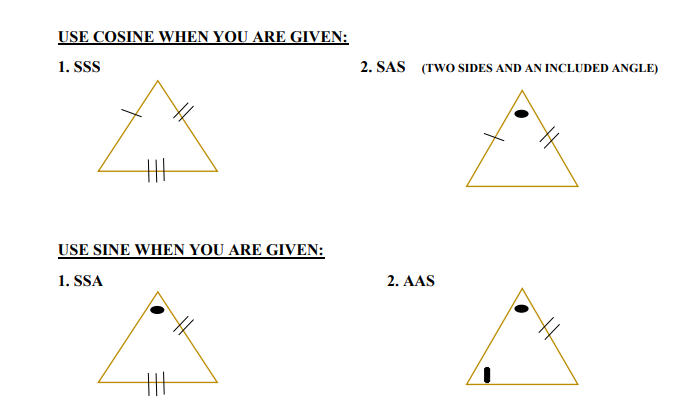 USE COSINE WHEN YOU ARE GIVEN:
1. SSS
2. SAS (TWO SIDES AND AN INCLUDED ANGLE)
USE SINE WHEN YOU ARE GIVEN:
1. SSA
2. AAS